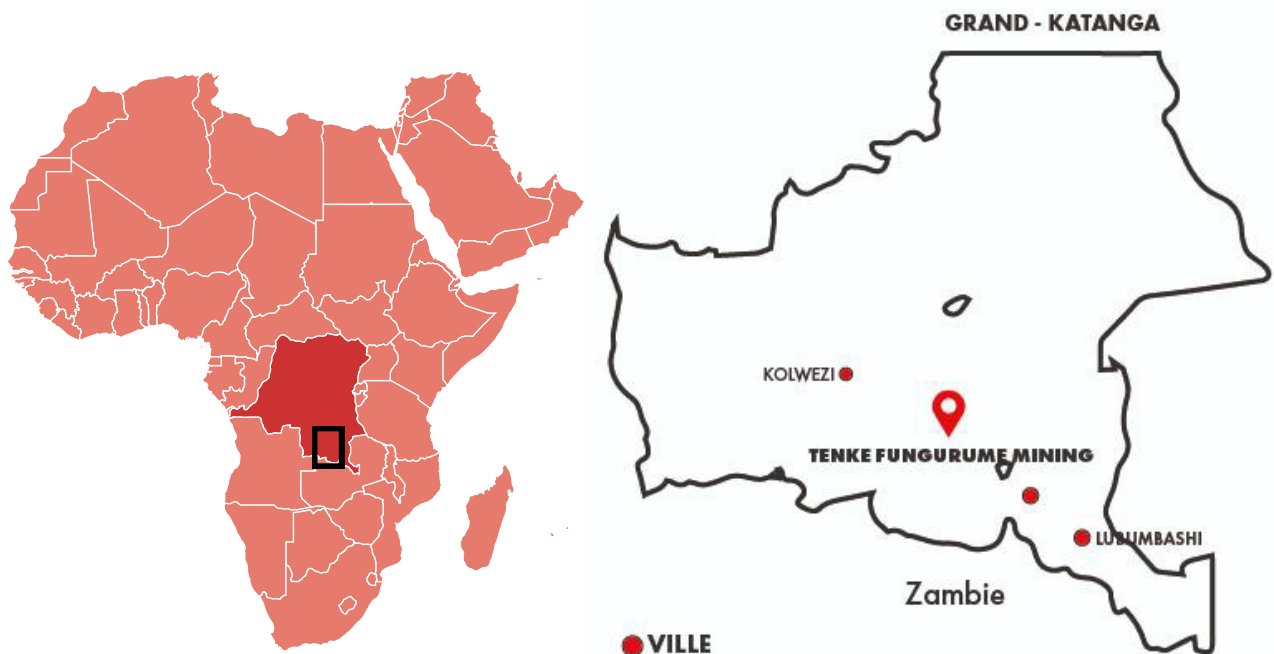 GRAND - KATANGA
KOLWEZI
TENKE FUNGURUME MINING
LUBUMBASHI
Zambie
VILLE